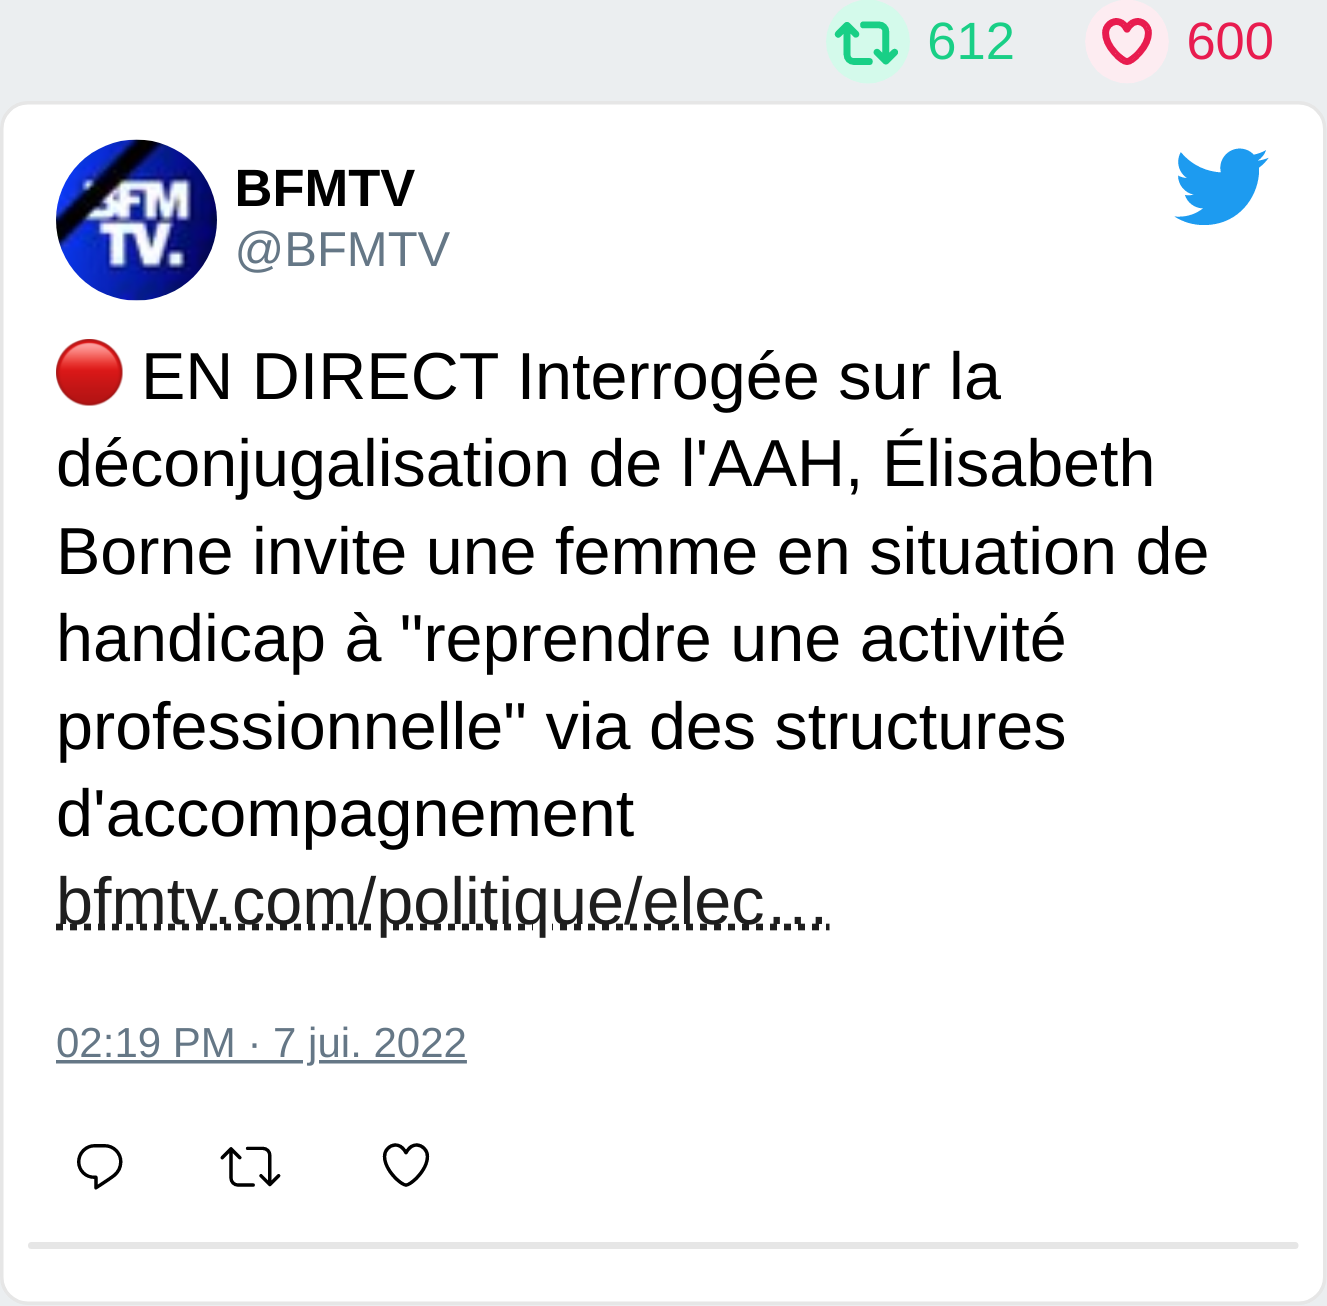 612 600
BFM
TV.
BFMTV
@BFMTV
🔴 EN DIRECT Interrogée sur la
déconjugalisation de l'AAH, Élisabeth
Borne invite une femme en situation de
handicap à "reprendre une activité
professionnelle" via des structures
d'accompagnement
bfmtv.com/politique/elec…
02:19 PM · 7 jui. 2022